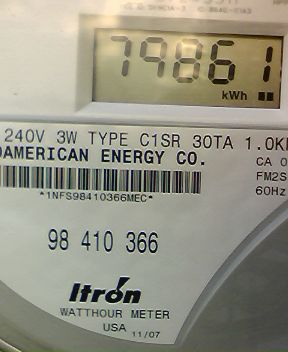 79861
kWh
240V 3W TYPE C1SR 30TA 1.0K
AMERICAN ENERGY CO.
*1NFS98410366MEC*
CA 0
FM2S
60Hz
98 410 366
Itron
WATTHOUR METER
USA 11/07